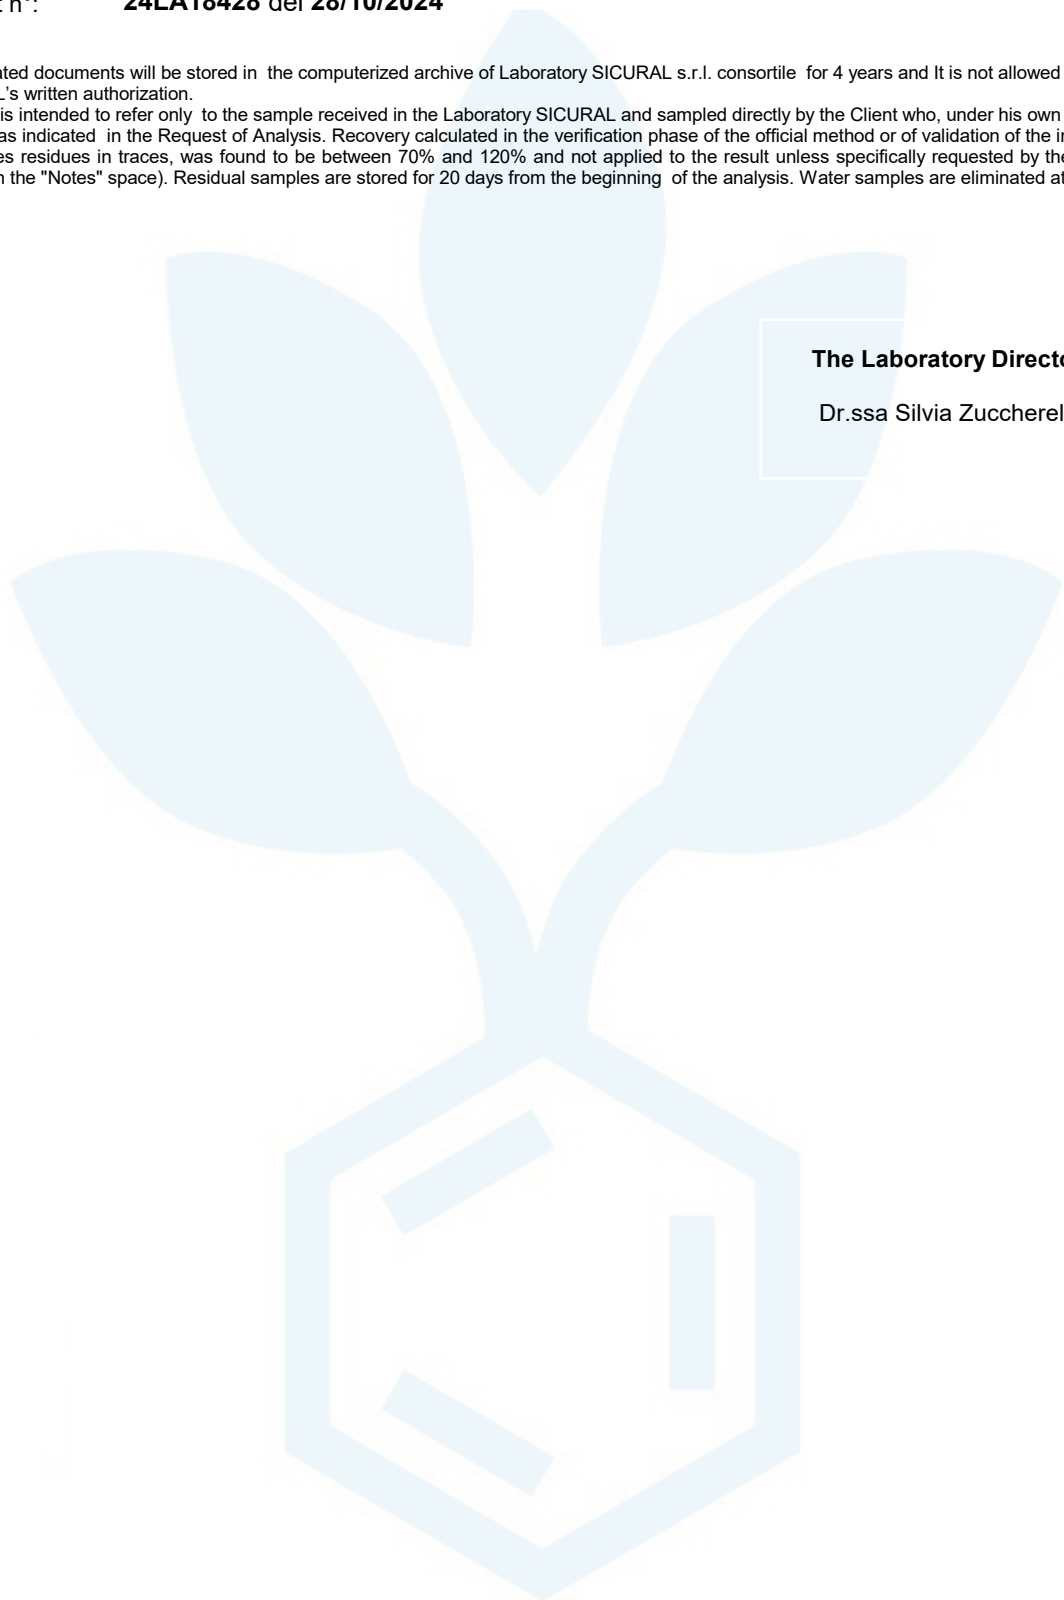 t n°: 24LA18428 del 28/10/2024
ated documents will be stored in the computerized archive of Laboratory SICURAL s.r.l. consortile for 4 years and It is not allowed
L's written authorization.
is intended to refer only to the sample received in the Laboratory SICURAL and sampled directly by the Client who, under his own
as indicated in the Request of Analysis. Recovery calculated in the verification phase of the official method or of validation of the i
es residues in traces, was found to be between 70% and 120% and not applied to the result unless specifically requested by the
n the "Notes" space). Residual samples are stored for 20 days from the beginning of the analysis. Water samples are eliminated at
The Laboratory Directo
Dr.ssa Silvia Zuccherel